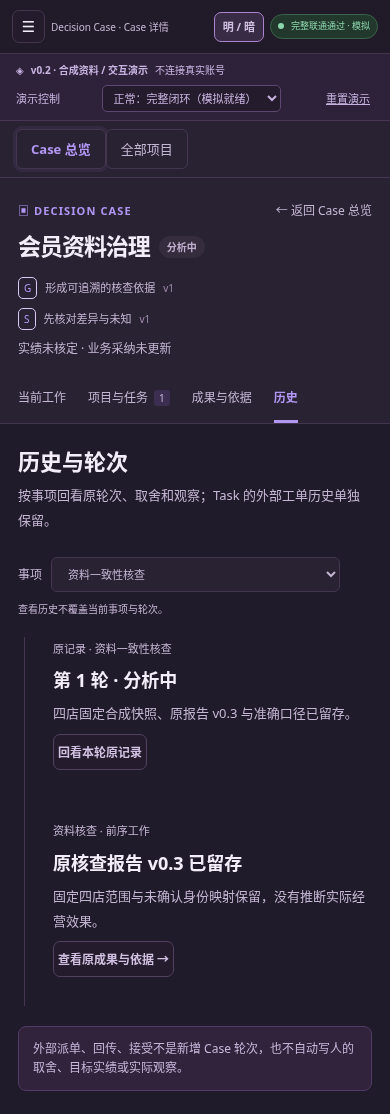 ☰ Decision Case · Case 详情 明 / 暗 完整联通通过 · 模拟
◈ v0.2 · 合成资料 / 交互演示 不连接真实账号
演示控制 正常：完整闭环（模拟就绪） 重置演示
Case 总览 全部项目
▣ DECISION CASE ← 返回 Case 总览
会员资料治理 分析中
G 形成可追溯的核查依据 v1
S 先核对差异与未知 v1
实绩未核定 · 业务采纳未更新
当前工作 项目与任务 1 成果与依据 历史
历史与轮次
按事项回看原轮次、取舍和观察；Task 的外部工单历史单独
保留。
事项 资料一致性核查
查看历史不覆盖当前事项与轮次。
原记录 · 资料一致性核查
第 1 轮 · 分析中
四店固定合成快照、原报告 v0.3 与准确口径已留存。
回看本轮原记录
资料核查 · 前序工作
原核查报告 v0.3 已留存
固定四店范围与未确认身份映射保留，没有推断实际经
营效果。
查看原成果与依据 →
外部派单、回传、接受不是新增 Case 轮次，也不自动写人的
取舍、目标实绩或实际观察。